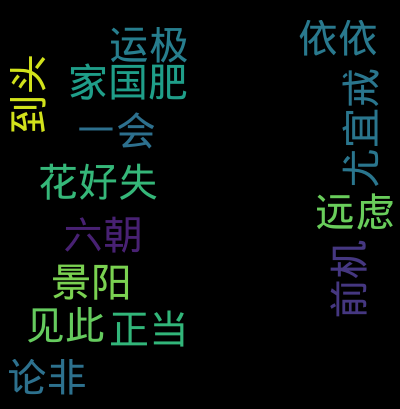 运极
依依
到头
家国肥
尤宜戒
一会
花好失
远虑
六朝
前机
景阳
见此
正当
论非